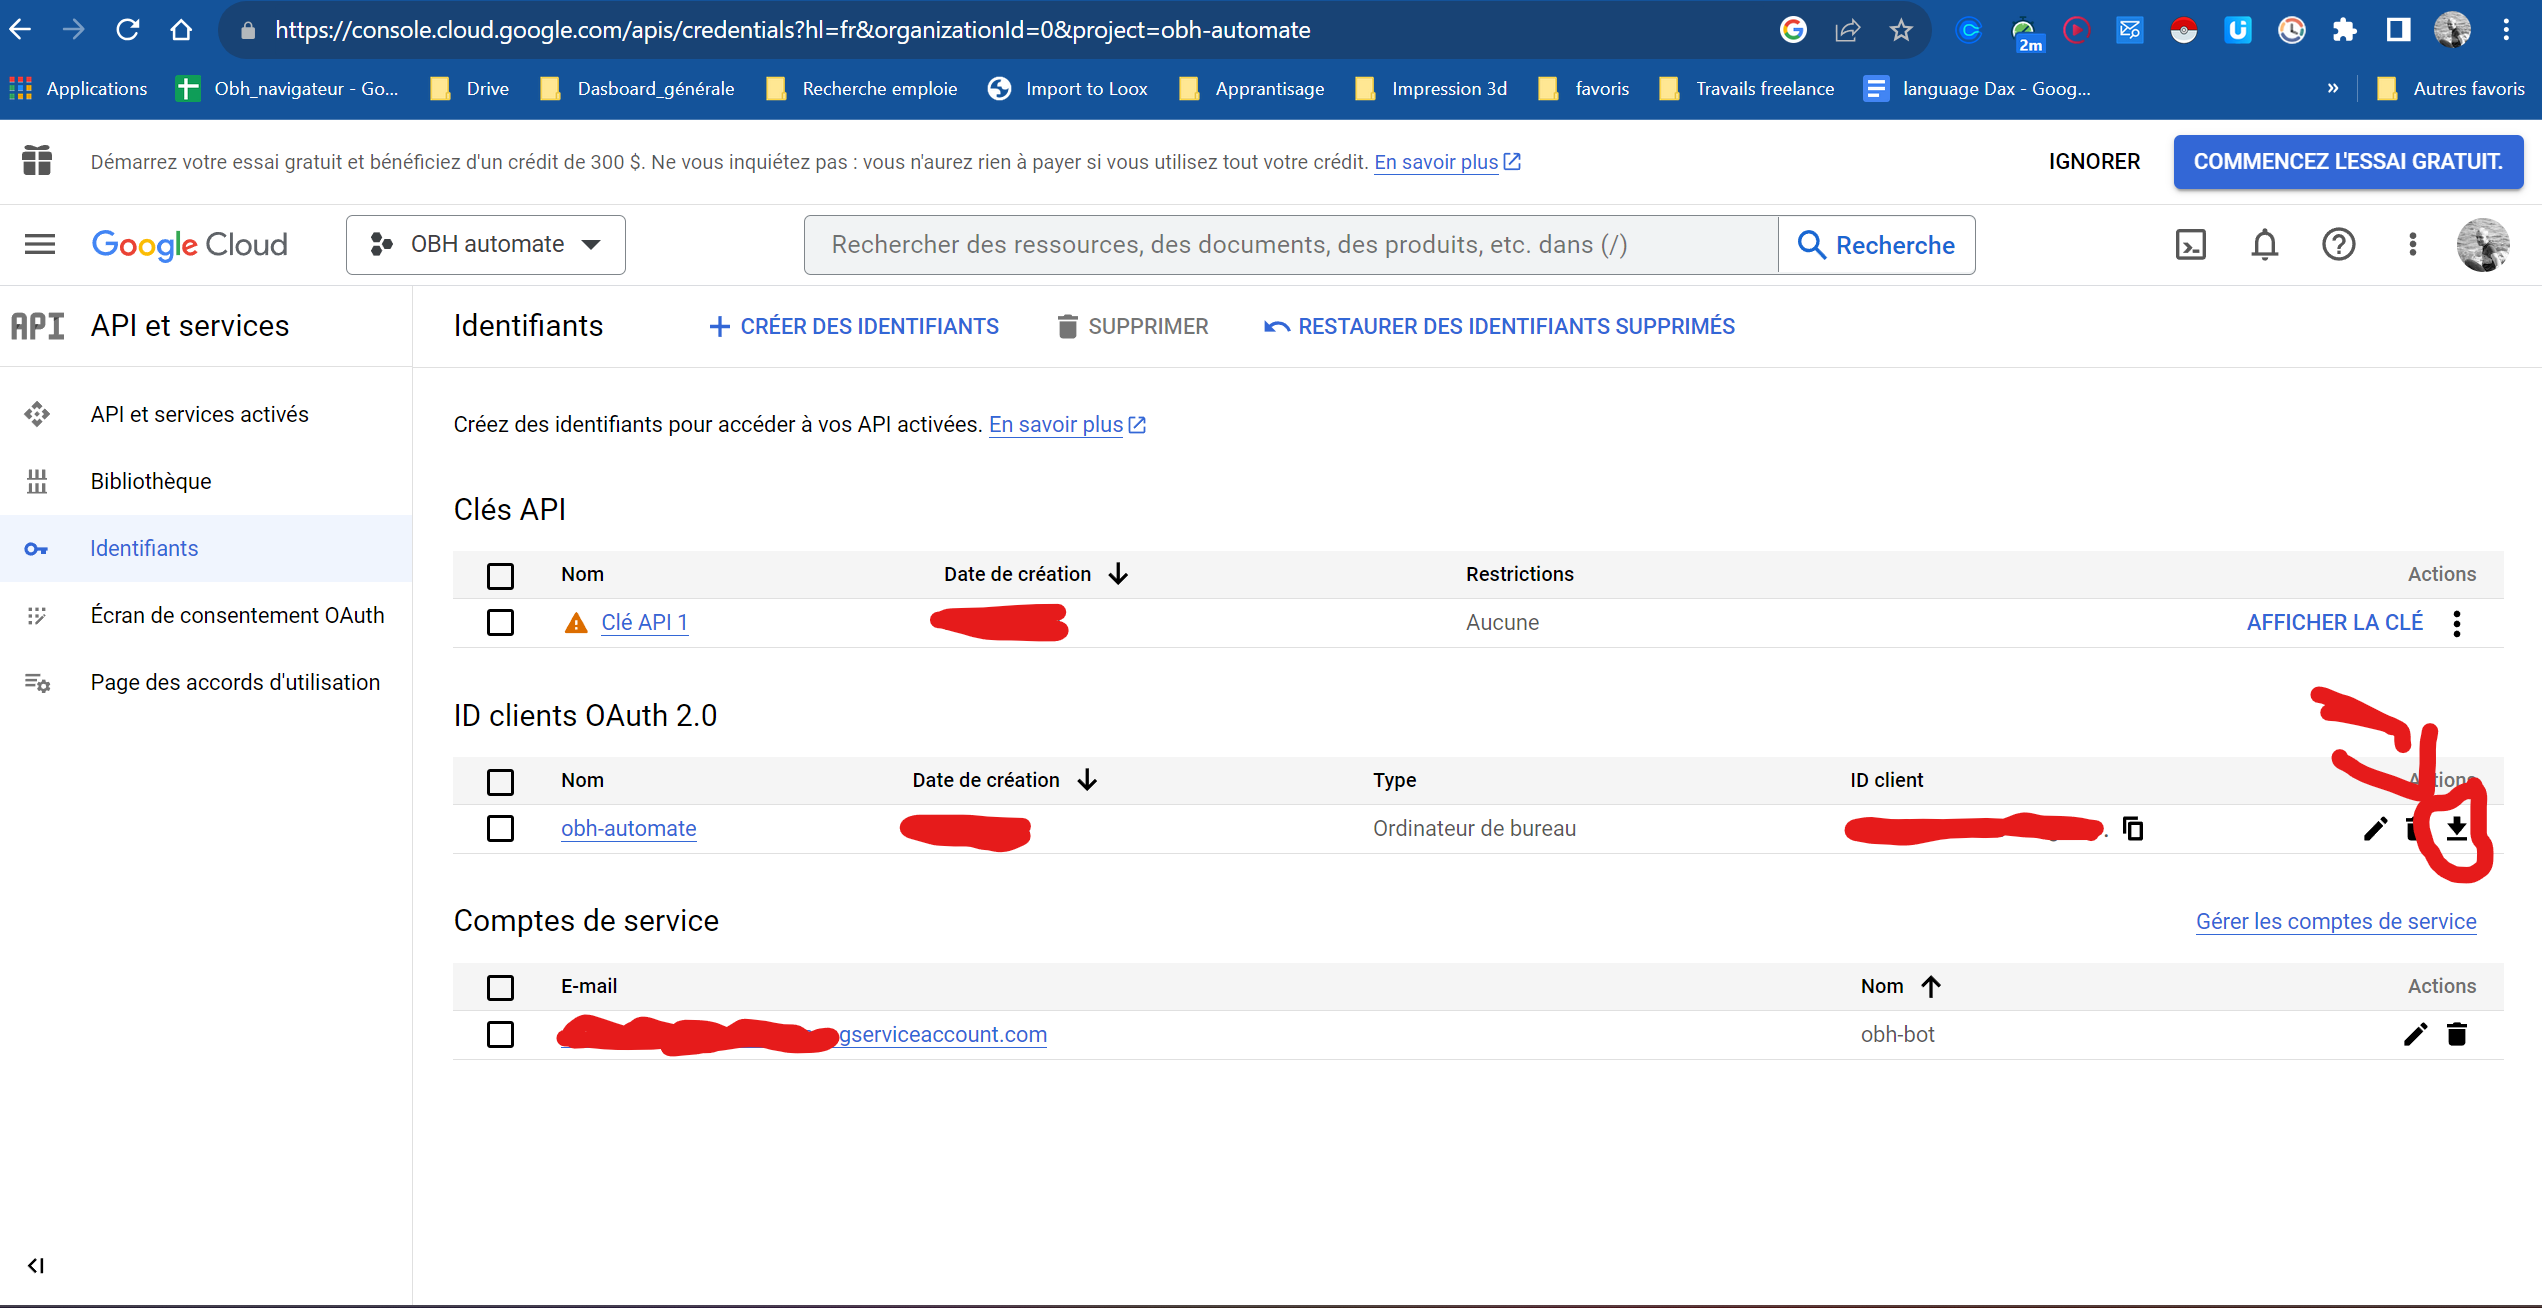 https://console.cloud.google.com/apis/credentials?hl=fr&organizationId=0&project=obh-automate
2m
Applications
Obh_navigateur - Go...
Drive
Dasboard_générale
Recherche emploie
Import to Loox
Apprantisage
Impression 3d
favoris
Travails freelance
language Dax - Goog...
»
Autres favoris
Démarrez votre essai gratuit et bénéficiez d'un crédit de 300 $. Ne vous inquiétez pas : vous n'aurez rien à payer si vous utilisez tout votre crédit. En savoir plus
IGNORER
COMMENCEZ L'ESSAI GRATUIT.
Google Cloud
OBH automate
Rechercher des ressources, des documents, des produits, etc. dans (/)
Recherche
API
API et services
Identifiants
CRÉER DES IDENTIFIANTS
SUPPRIMER
RESTAURER DES IDENTIFIANTS SUPPRIMÉS
API et services activés
Bibliothèque
Identifiants
Écran de consentement OAuth
Page des accords d'utilisation
Créez des identifiants pour accéder à vos API activées. En savoir plus
Clés API
Nom
Date de création
Restrictions
Actions
Clé API 1
Aucune
AFFICHER LA CLÉ
ID clients OAuth 2.0
Nom
Date de création
Type
ID client
Actions
obh-automate
Ordinateur de bureau
Comptes de service
Gérer les comptes de service
E-mail
Nom
Actions
gserviceaccount.com
obh-bot